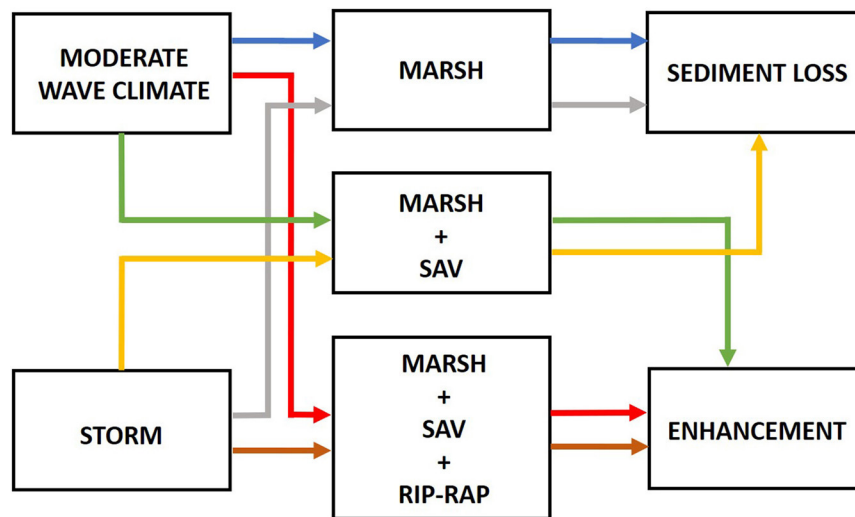 MODERATE
WAVE CLIMATE
MARSH
SEDIMENT LOSS
MARSH
+
SAV
STORM
MARSH
+
SAV
+
RIP-RAP
ENHANCEMENT